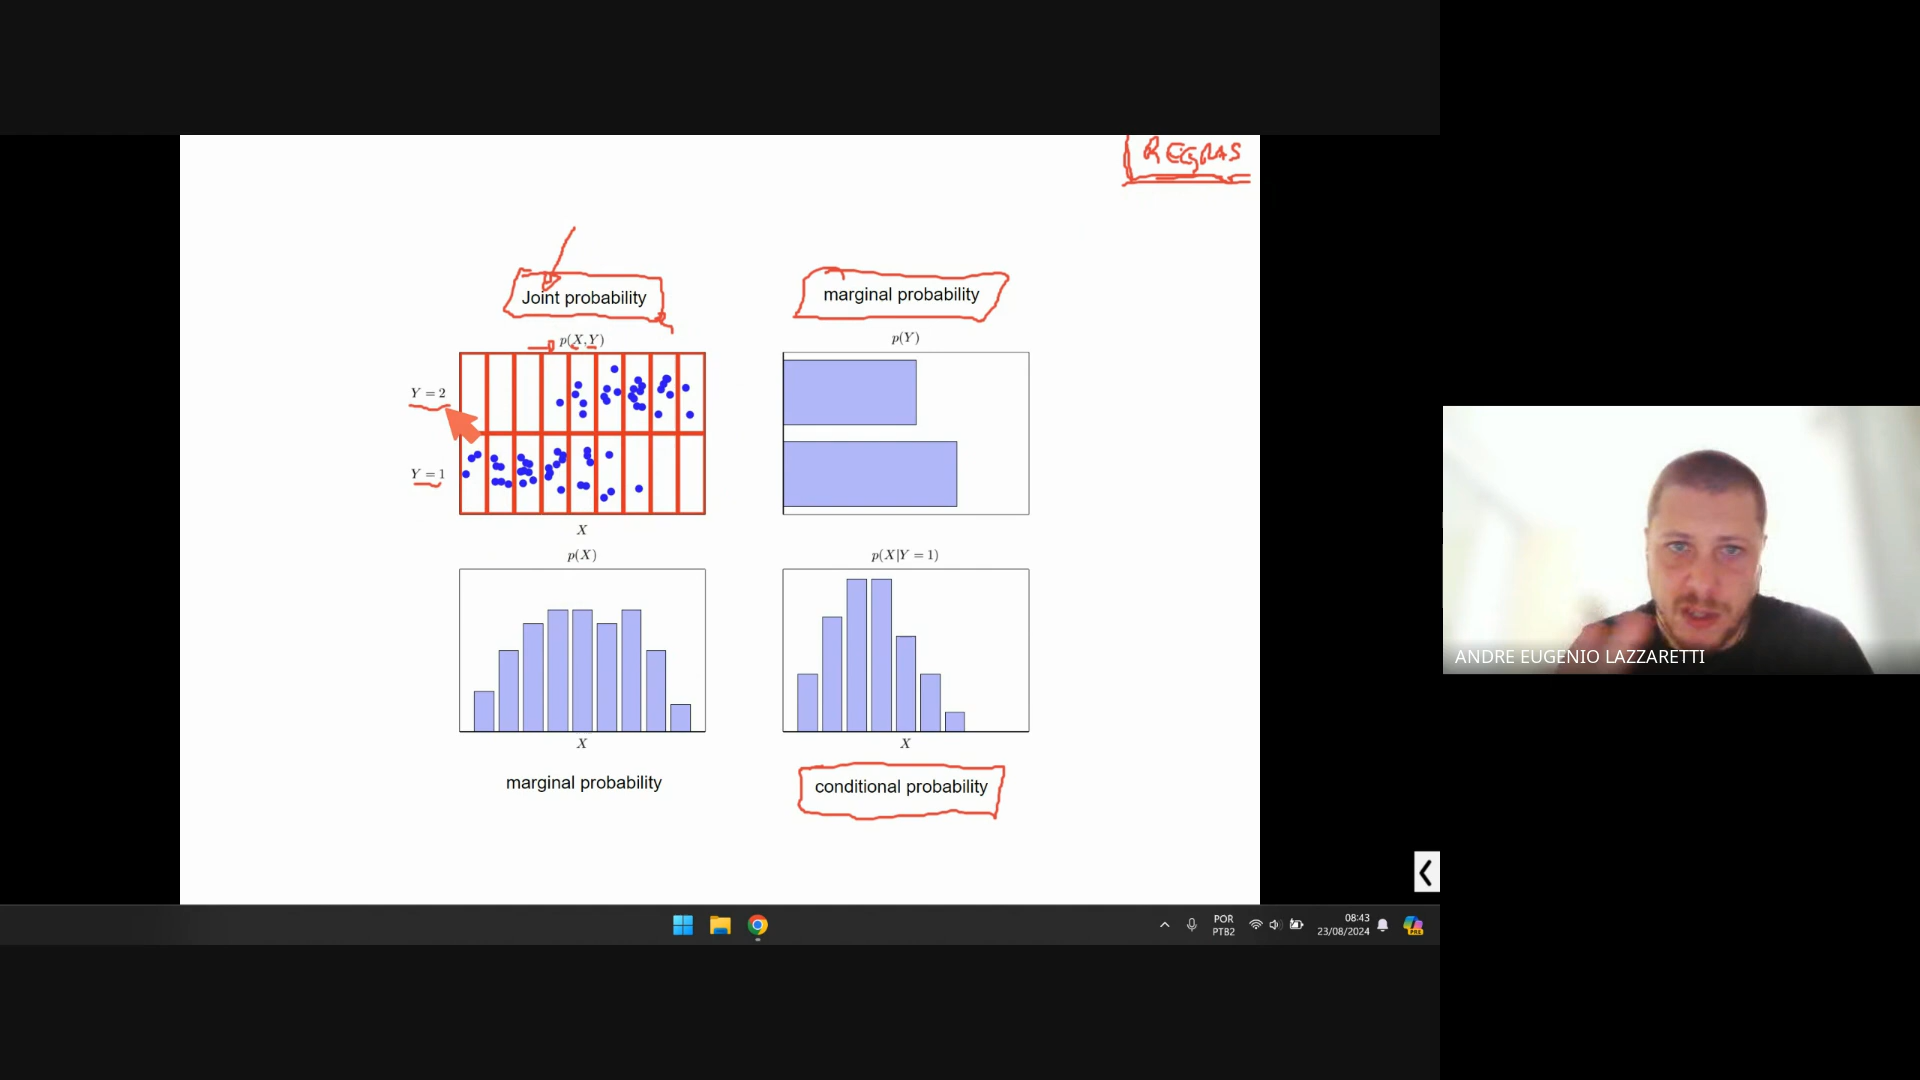 REGRAS
Joint probability
marginal probability
p(X, Y)
p(Y)
Y = 2
Y = 1
X
p(X)
p(X|Y = 1)
X
X
marginal probability
conditional probability
ANDRE EUGENIO LAZZARETTI
POR
PTB2
08:43
23/08/2024
PRE